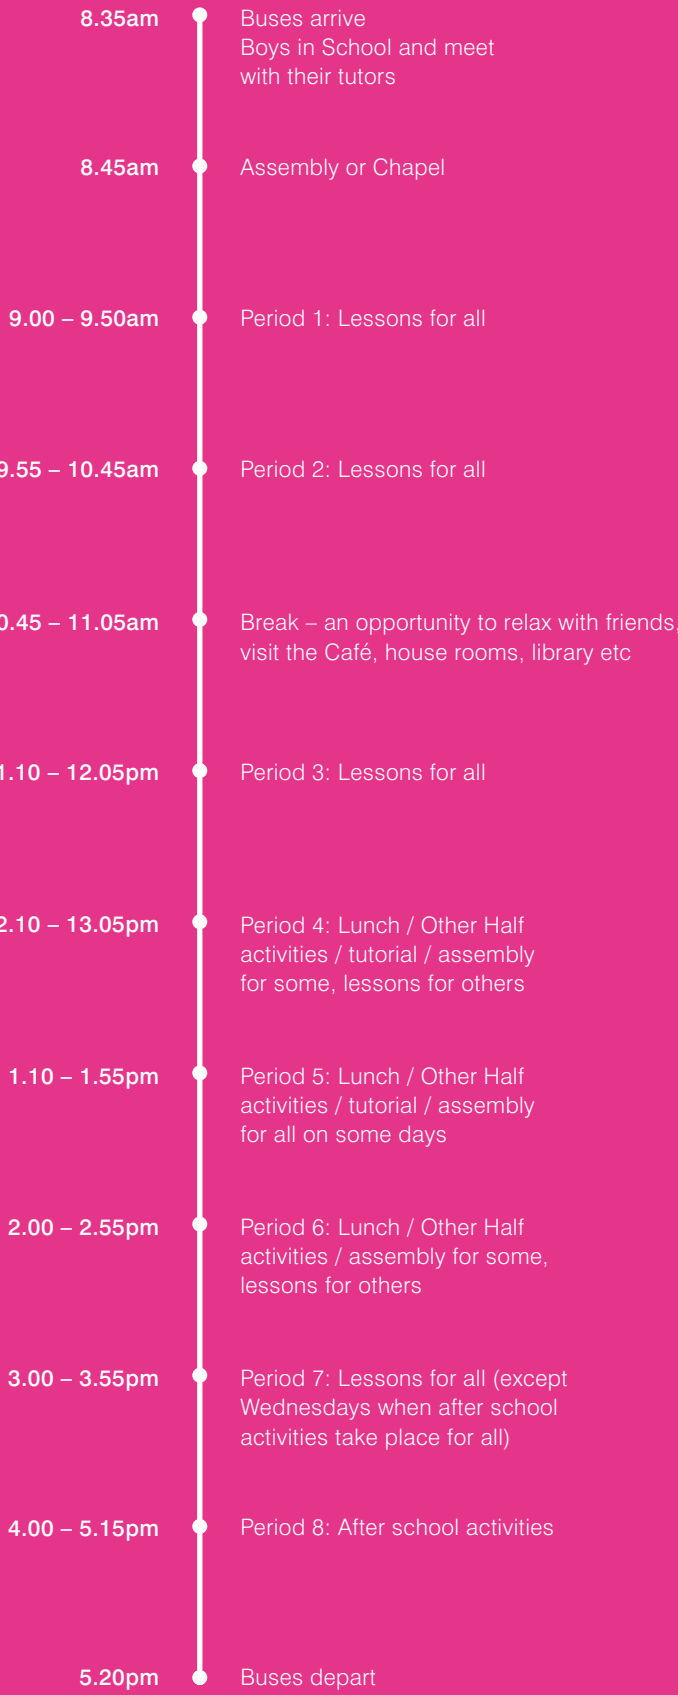 8.35am
Buses arrive
Boys in School and meet
with their tutors
8.45am
Assembly or Chapel
9.00 – 9.50am
Period 1: Lessons for all
9.55 – 10.45am
Period 2: Lessons for all
0.45 – 11.05am
Break – an opportunity to relax with friends,
visit the Café, house rooms, library etc
1.10 – 12.05pm
Period 3: Lessons for all
2.10 – 13.05pm
Period 4: Lunch / Other Half
activities / tutorial / assembly
for some, lessons for others
1.10 – 1.55pm
Period 5: Lunch / Other Half
activities / tutorial / assembly
for all on some days
2.00 – 2.55pm
Period 6: Lunch / Other Half
activities / assembly for some,
lessons for others
3.00 – 3.55pm
Period 7: Lessons for all (except
Wednesdays when after school
activities take place for all)
4.00 – 5.15pm
Period 8: After school activities
5.20pm
Buses depart